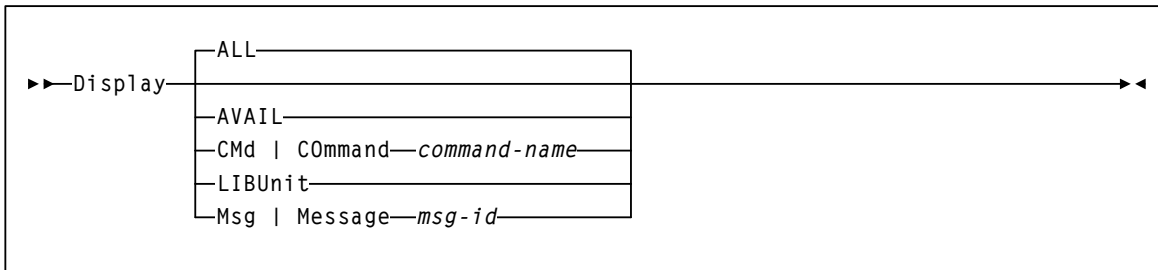 ALL
Display
AVAIL
CMd | COmmand command-name
LIBUnit
Msg | Message msg-id